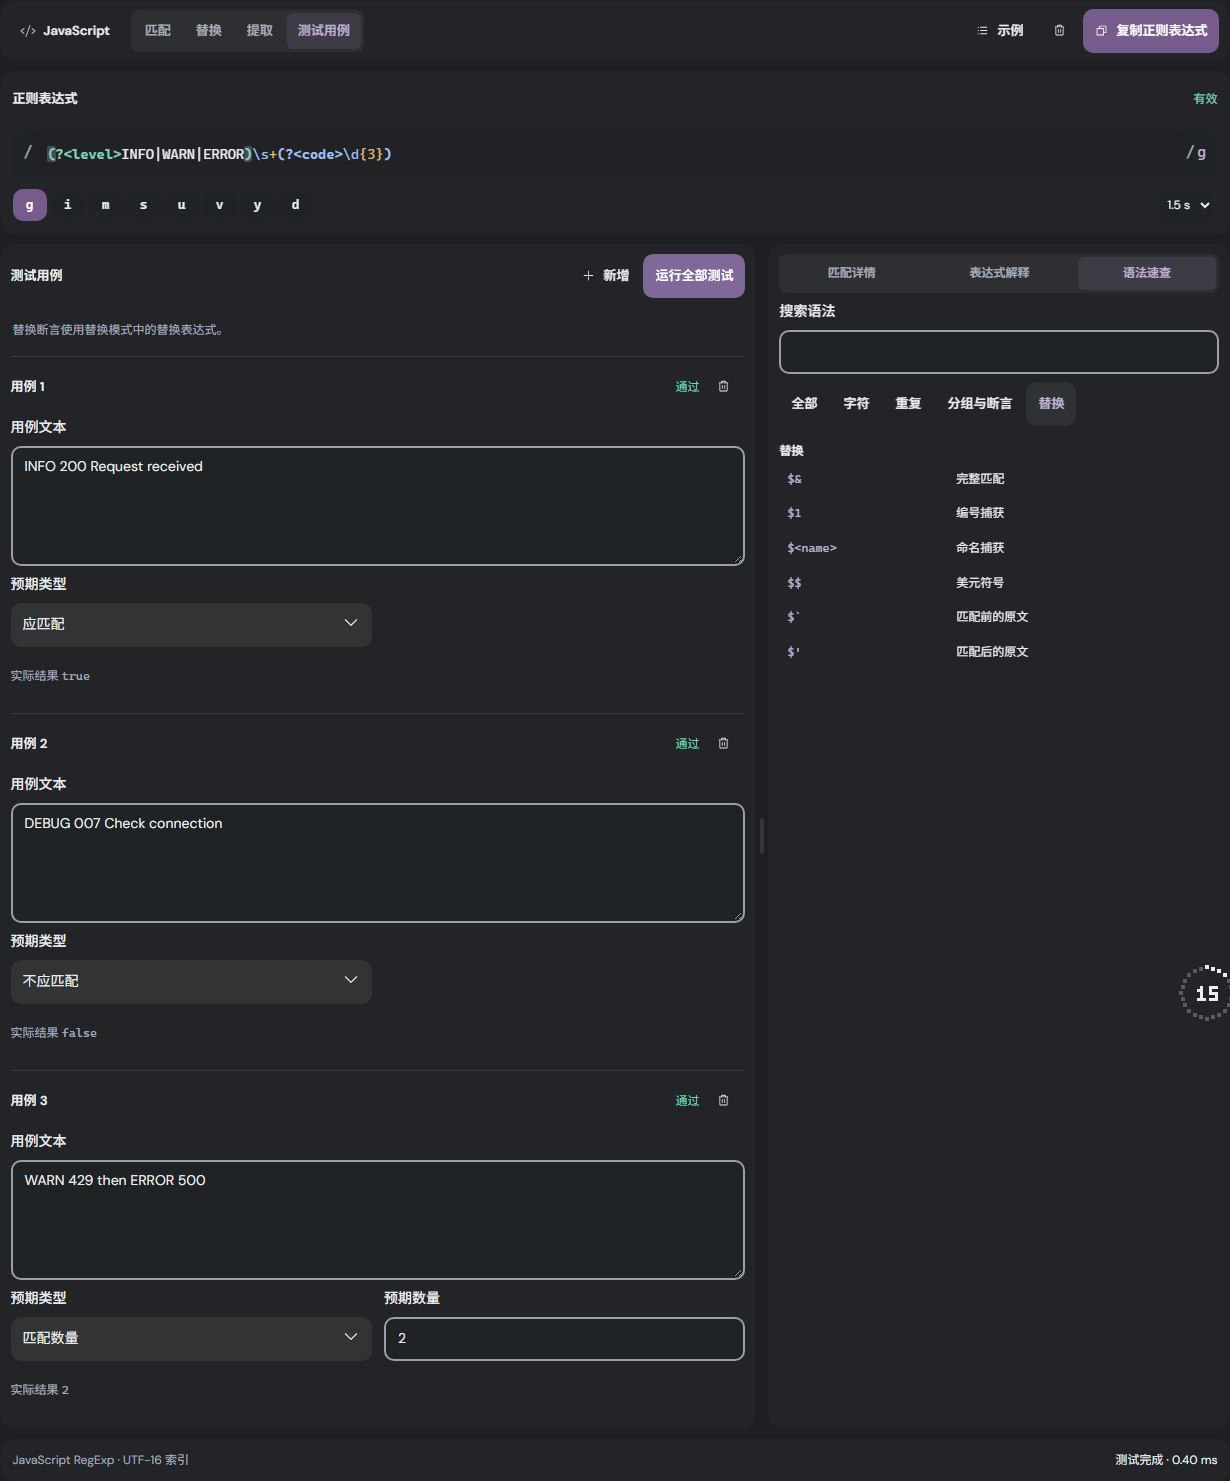 </> JavaScript 匹配 替换 提取 测试用例 示例 复制正则表达式
正则表达式 有效
/ (?<level>INFO|WARN|ERROR)\s+(?<code>\d{3}) /g
g i m s u v y d 1.5 s
测试用例 + 新增 运行全部测试
替换断言使用替换模式中的替换表达式。
用例 1 通过
用例文本
INFO 200 Request received
预期类型
应匹配
实际结果 true
用例 2 通过
用例文本
DEBUG 007 Check connection
预期类型
不应匹配
实际结果 false
用例 3 通过
用例文本
WARN 429 then ERROR 500
预期类型 预期数量
匹配数量 2
实际结果 2
匹配详情 表达式解释 语法速查
搜索语法
全部 字符 重复 分组与断言 替换
替换
$& 完整匹配
$1 编号捕获
$<name> 命名捕获
$$ 美元符号
$` 匹配前的原文
$' 匹配后的原文
15
JavaScript RegExp · UTF-16 索引 测试完成 · 0.40 ms